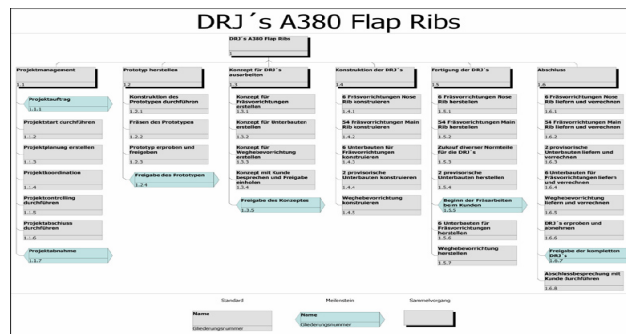 DRJ´s A380 Flap Ribs
DRJ´s A380 Flap Ribs
1
Projektmanagement
1.1
Projektauftrag
1.1.1
Projektstart durchführen
1.1.2
Projektplanung erstellen
1.1.3
Projektkoordination
1.1.4
Projektcontrolling
durchführen
1.1.5
Projektabschluss
durchführen
1.1.6
Projektabnahme
1.1.7
Prototyp herstellen
1.2
Konstruktion des
Prototypes durchführen
1.2.1
Fräsen des Prototypes
1.2.2
Prototyp erproben und
freigeben
1.2.3
Freigabe des Prototypen
1.2.4
Konzept für DRJ´s
ausarbeiten
1.3
Konzept für
Fräsvorrichtungen
erstellen
1.3.1
Konzept für Unterbauten
erstellen
1.3.2
Konzept für
Weghebevorrichtung
erstellen
1.3.3
Konzept mit Kunde
besprechen und Freigabe
einholen
1.3.4
Freigabe des Konzeptes
1.3.5
Konstruktion der DRJ´s
1.4
6 Fräsvorrichtungen Nose
Rib konstruieren
1.4.1
54 fräsvorrichtungen Main
Rib konstruieren
1.4.2
6 Unterbauten für
Fräsvorrichtungen
konstruieren
1.4.3
2 provisorische
Unterbauten konstruieren
1.4.4
Weghebevorrichtung
konstruieren
1.4.5
Fertigung der DRJ´s
1.5
6 Fräsvorrichtungen Nose
Rib herstellen
1.5.1
54 Fräsvorrichtungen Main
Rib herstellen
1.5.2
Zukauf diverser Normteile
für die DRJ´s
1.5.3
2 provisorische
Unterbauten herstellen
1.5.4
Beginn der Fräsarbeiten
beim Kunden
1.5.5
6 Unterbauten für
Fräsvorrichtungen
herstellen
1.5.6
Weghebevorrichtung
herstellen
1.5.7
Abschluss
1.6
6 Fräsvorrichtungen Nose
Rib liefern und verrechnen
1.6.1
54 Fräsvorrichtungen Main
Rib liefern und verrechnen
1.6.2
2 provisorische
Unterbauten liefern und
verrechnen
1.6.3
6 Unterbauten für
Fräsvorrichtungen liefern
und verrechnen
1.6.4
Weghebevorrichtung
liefern und verrechnen
1.6.5
DRJ´s erproben und
abnehmen
1.6.6
Freigabe der kompletten
DRJ´s
1.6.7
Abschlussbesprechung mit
Kunde durchführen
1.6.8
Standard
Meilenstein
Sammelvorgang
Name
Gliederungsnummer
Name
Gliederungsnummer